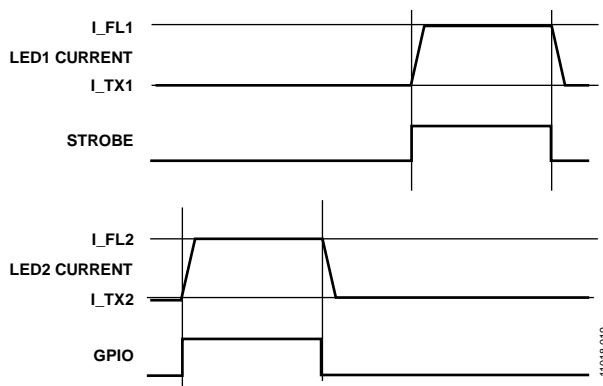 I_FL1
LED1 CURRENT
I_TX1
STROBE
I_FL2
LED2 CURRENT
I_TX2
GPIO